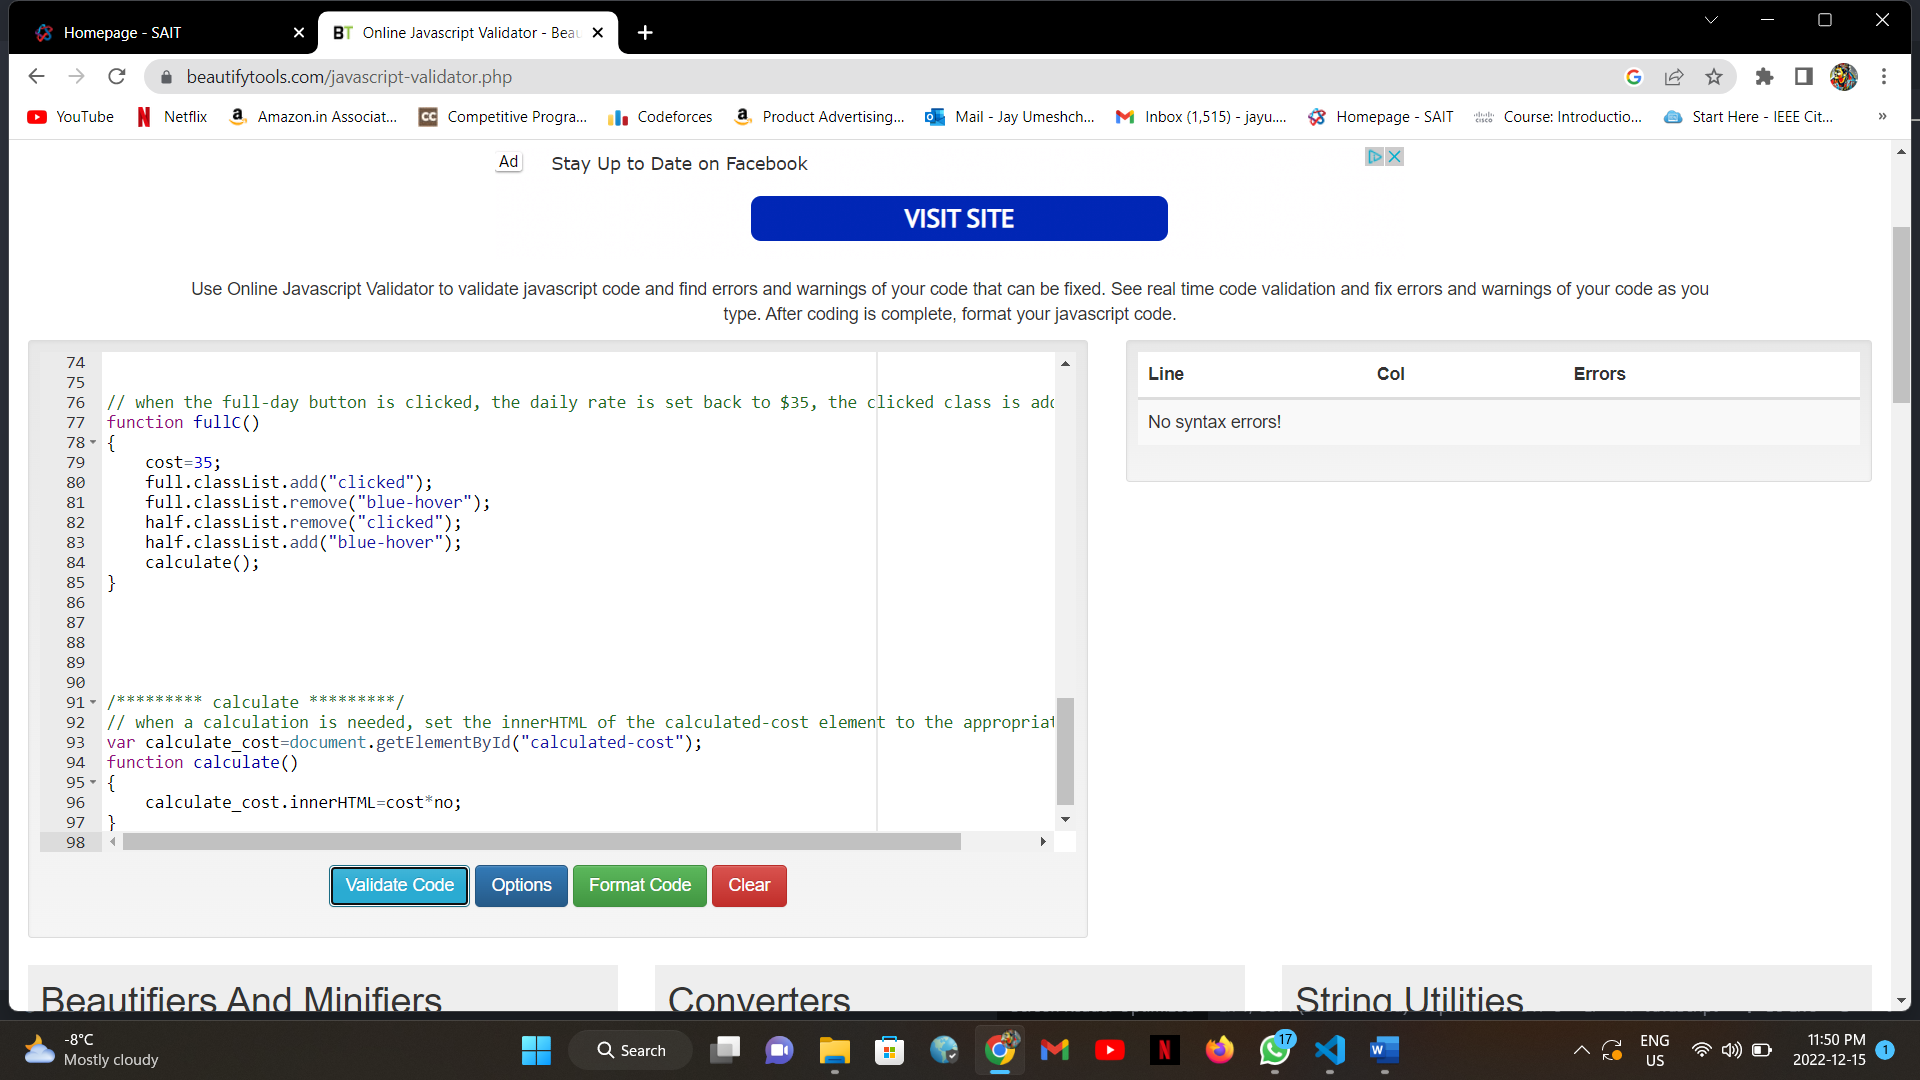 Homepage - SAIT
BT Online Javascript Validator - Beau
beautifytools.com/javascript-validator.php
YouTube Netflix Amazon.in Associat... CC Competitive Progra... Codeforces Product Advertising... Mail - Jay Umeshch... Inbox (1,515) - jayu.... Homepage - SAIT Course: Introductio... Start Here - IEEE Cit... »
Ad Stay Up to Date on Facebook
VISIT SITE
Use Online Javascript Validator to validate javascript code and find errors and warnings of your code that can be fixed. See real time code validation and fix errors and warnings of your code as you
type. After coding is complete, format your javascript code.
74
75
76 // when the full-day button is clicked, the daily rate is set back to $35, the clicked class is add
77 function fullC()
78 {
79 cost=35;
80 full.classList.add("clicked");
81 full.classList.remove("blue-hover");
82 half.classList.remove("clicked");
83 half.classList.add("blue-hover");
84 calculate();
85 }
86
87
88
89
90
91 /********* calculate *********/
92 // when a calculation is needed, set the innerHTML of the calculated-cost element to the appropriat
93 var calculate_cost=document.getElementById("calculated-cost");
94 function calculate()
95 {
96 calculate_cost.innerHTML=cost*no;
97 }
98
Line Col Errors
No syntax errors!
Validate Code Options Format Code Clear
Beautifiers And Minifiers Converters String Utilities
-8°C
Mostly cloudy
Search
17
ENG
US
11:50 PM
2022-12-15
1